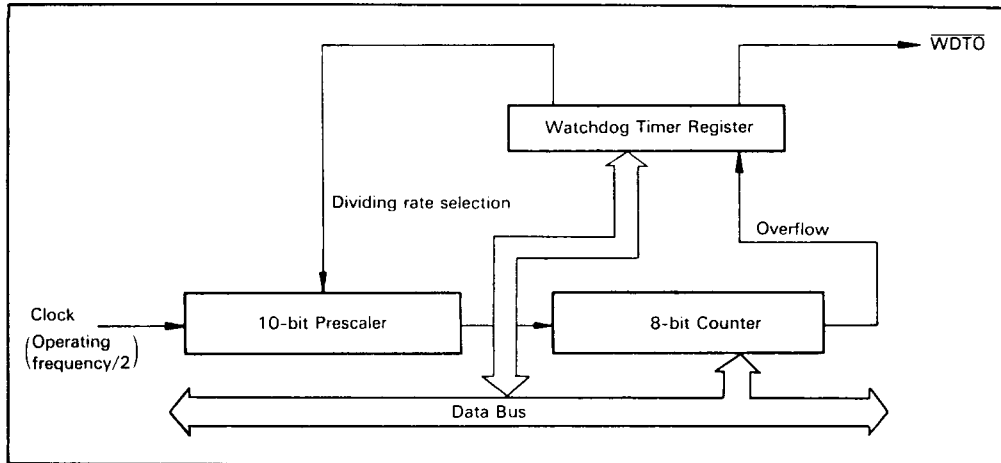 W̅D̅T̅O̅
Watchdog Timer Register
Dividing rate selection
Overflow
Clock
(Operating
frequency/2)
10-bit Prescaler
8-bit Counter
Data Bus